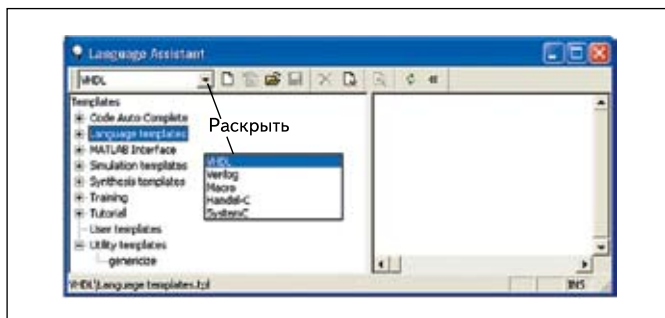 Language Assistant
VHDL
Templates
Code Auto Complete
Language templates
MATLAB Interface
Simulation templates
Synthesis templates
Training
Tutorial
User templates
Utility templates
genericize
Раскрыть
VHDL
Verilog
Macro
Handel-C
SystemC
VHDL\Language templates.tpl
INS